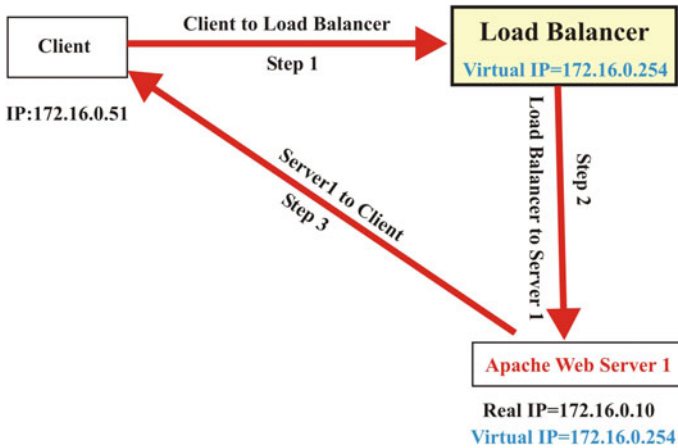 Client to Load Balancer
Step 1
Client
IP:172.16.0.51
Load Balancer
Virtual IP=172.16.0.254
Load Balancer to Server 1
Step 2
Server1 to Client
Step 3
Apache Web Server 1
Real IP=172.16.0.10
Virtual IP=172.16.0.254